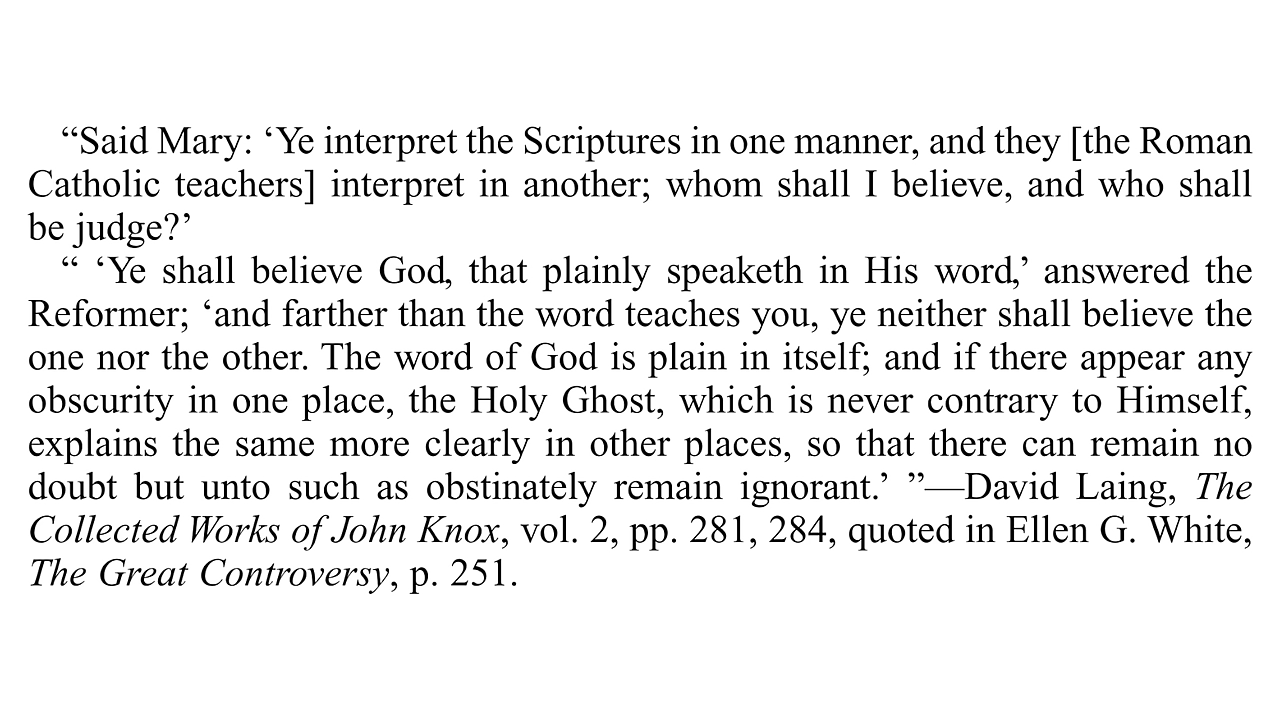 “Said Mary: ‘Ye interpret the Scriptures in one manner, and they [the Roman
Catholic teachers] interpret in another; whom shall I believe, and who shall
be judge?’
“ ‘Ye shall believe God, that plainly speaketh in His word,’ answered the
Reformer; ‘and farther than the word teaches you, ye neither shall believe the
one nor the other. The word of God is plain in itself; and if there appear any
obscurity in one place, the Holy Ghost, which is never contrary to Himself,
explains the same more clearly in other places, so that there can remain no
doubt but unto such as obstinately remain ignorant.’ ”—David Laing, The
Collected Works of John Knox, vol. 2, pp. 281, 284, quoted in Ellen G. White,
The Great Controversy, p. 251.